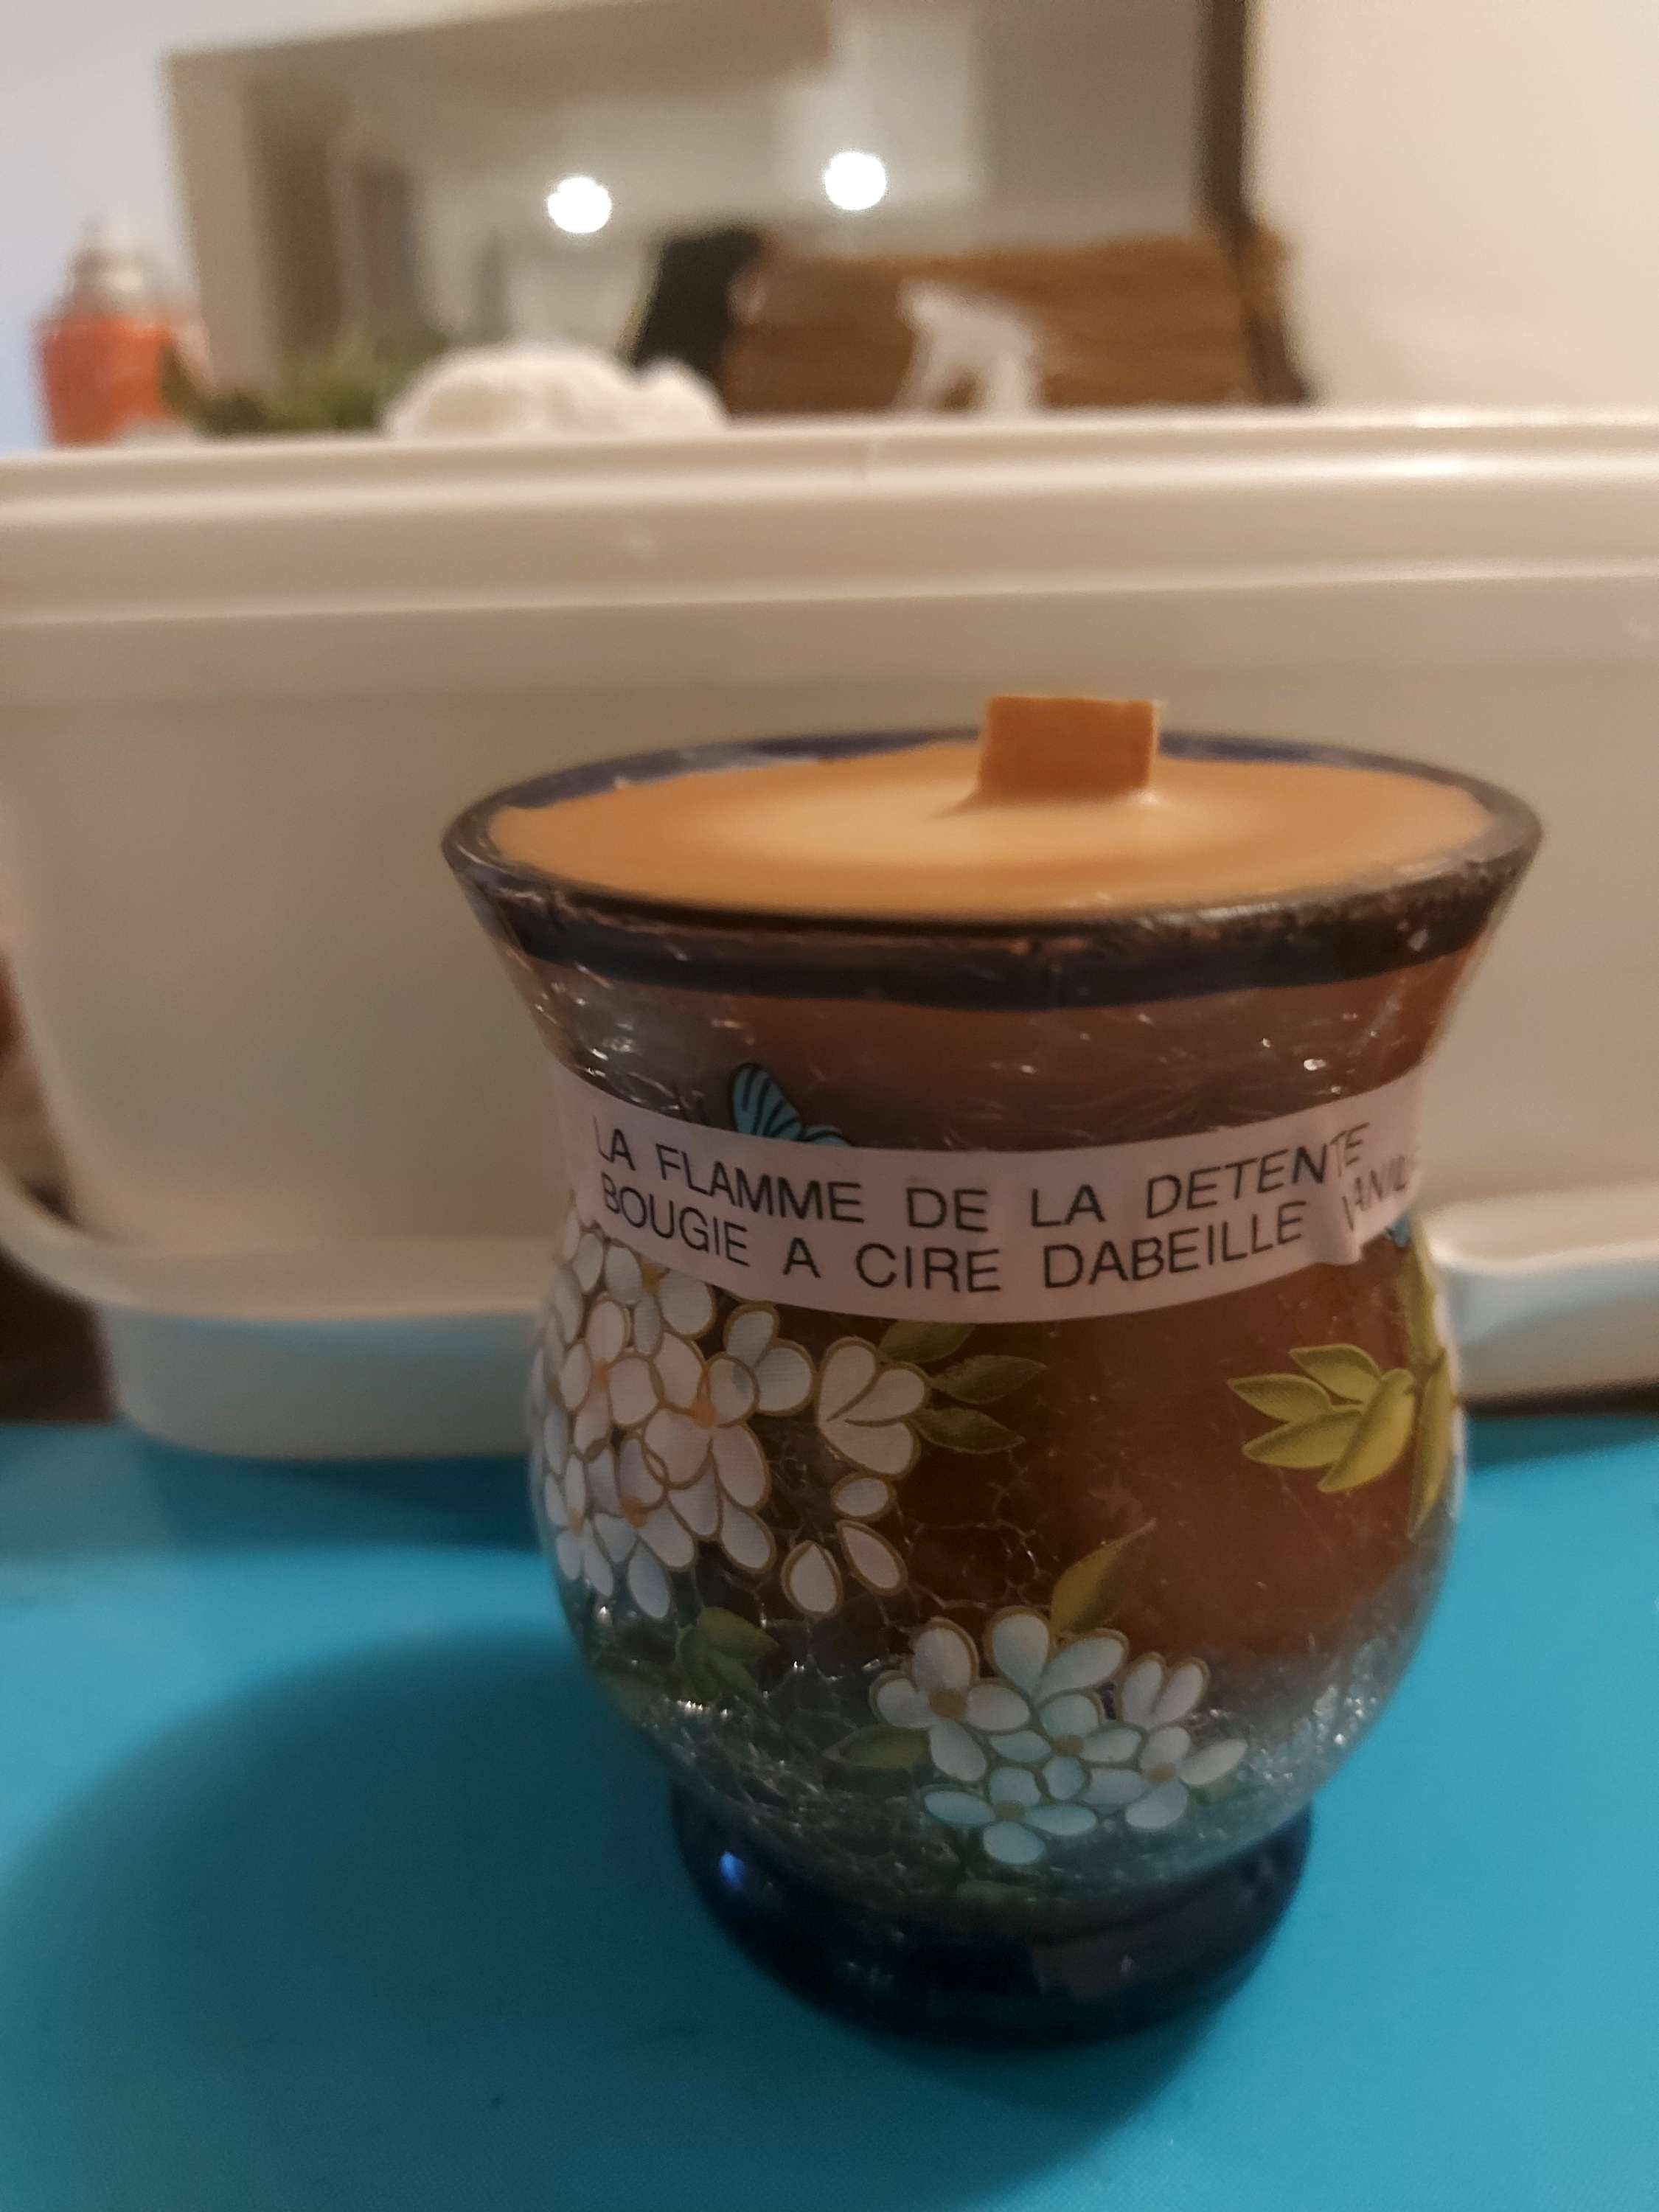 LA FLAMME DE LA DETENTE
BOUGIE A CIRE DABEILLE